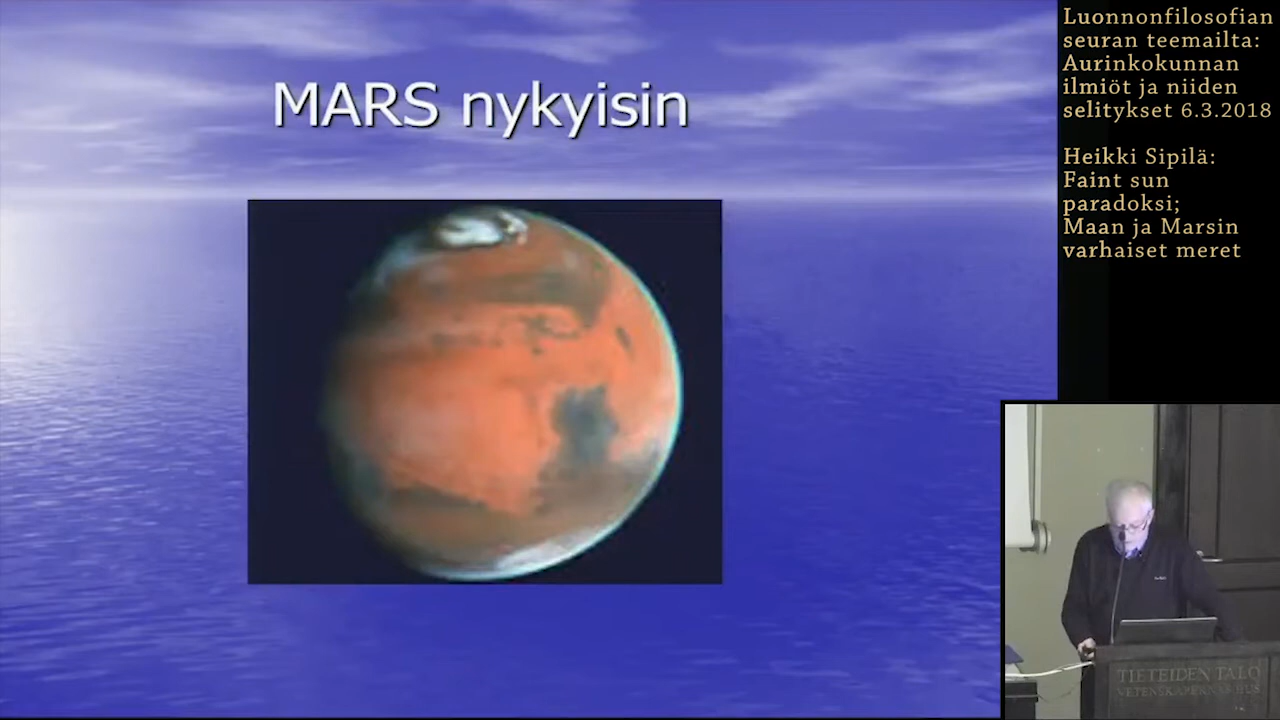 MARS nykyisin
Luonnonfilosofian
seuran teemailta:
Aurinkokunnan
ilmiöt ja niiden
selitykset 6.3.2018
Heikki Sipilä:
Faint sun
paradoksi;
Maan ja Marsin
varhaiset meret
TIETEIDEN TALO
VETENSKAPERNAS HUS